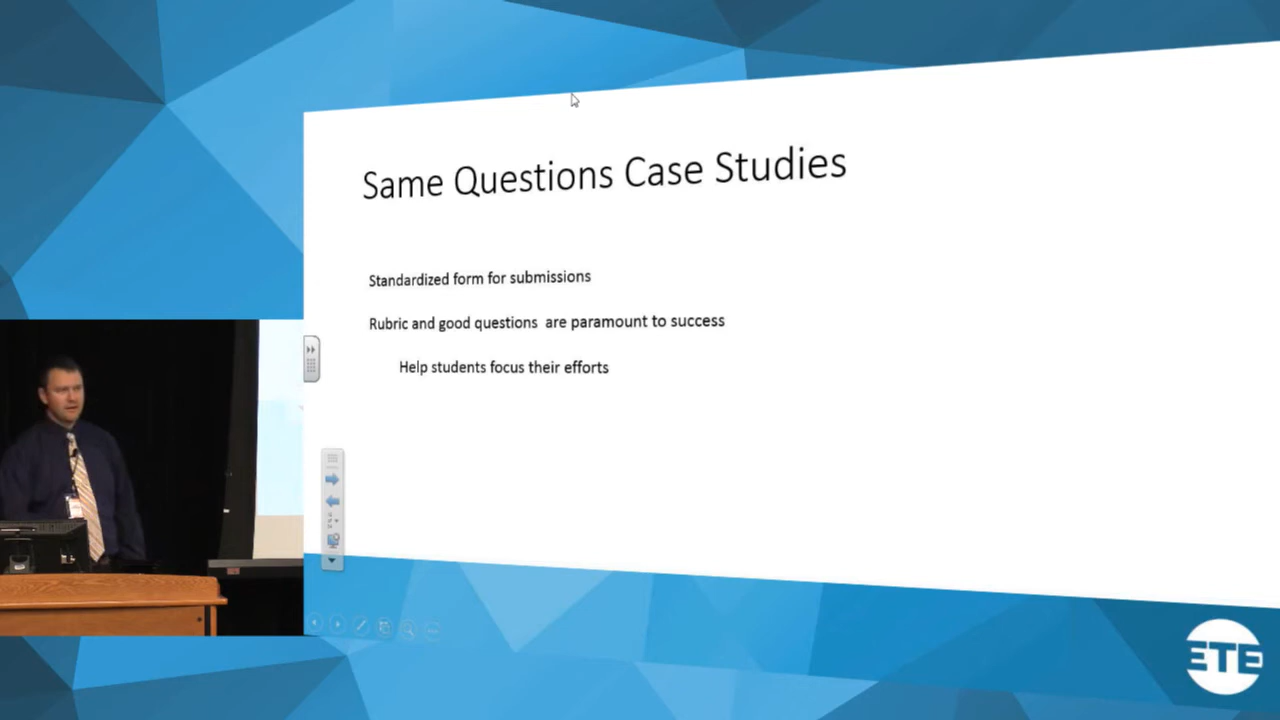 Same Questions Case Studies
Standardized form for submissions
Rubric and good questions are paramount to success
Help students focus their efforts
ETE